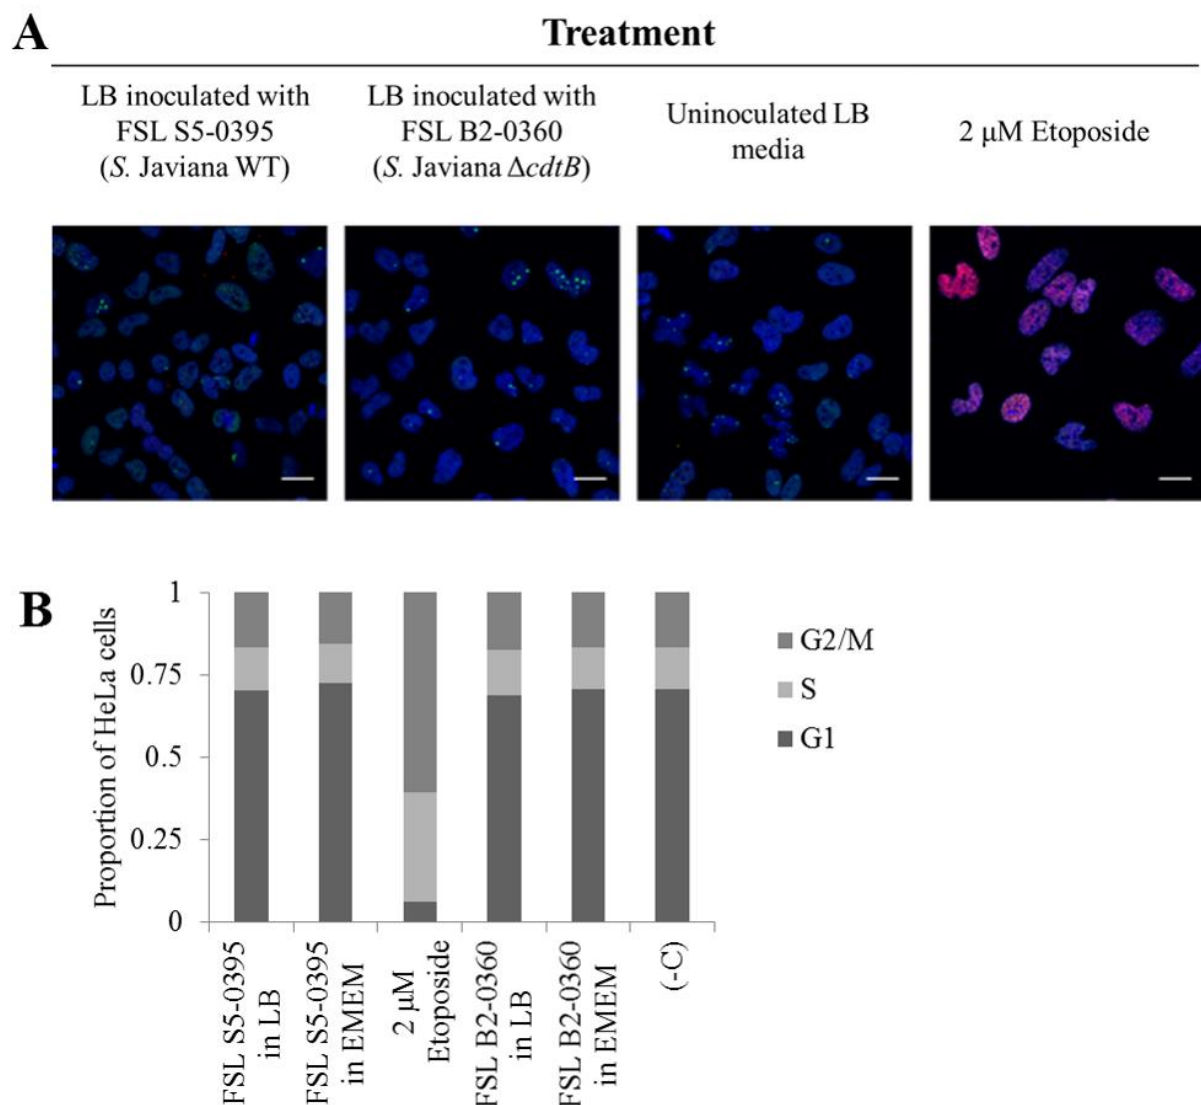 A
Treatment
LB inoculated with
FSL S5-0395
(S. Javiana WT)
LB inoculated with
FSL B2-0360
(S. Javiana ΔcdtB)
Uninoculated LB
media
2 μM Etoposide
B
Proportion of HeLa cells
1
0.75
0.5
0.25
0
G2/M
S
G1
FSL S5-0395
in LB
FSL S5-0395
in EMEM
2 μM
Etoposide
FSL B2-0360
in LB
FSL B2-0360
in EMEM
(-C)